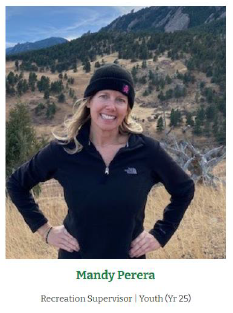 Mandy Perera
Recreation Supervisor | Youth (Yr 25)